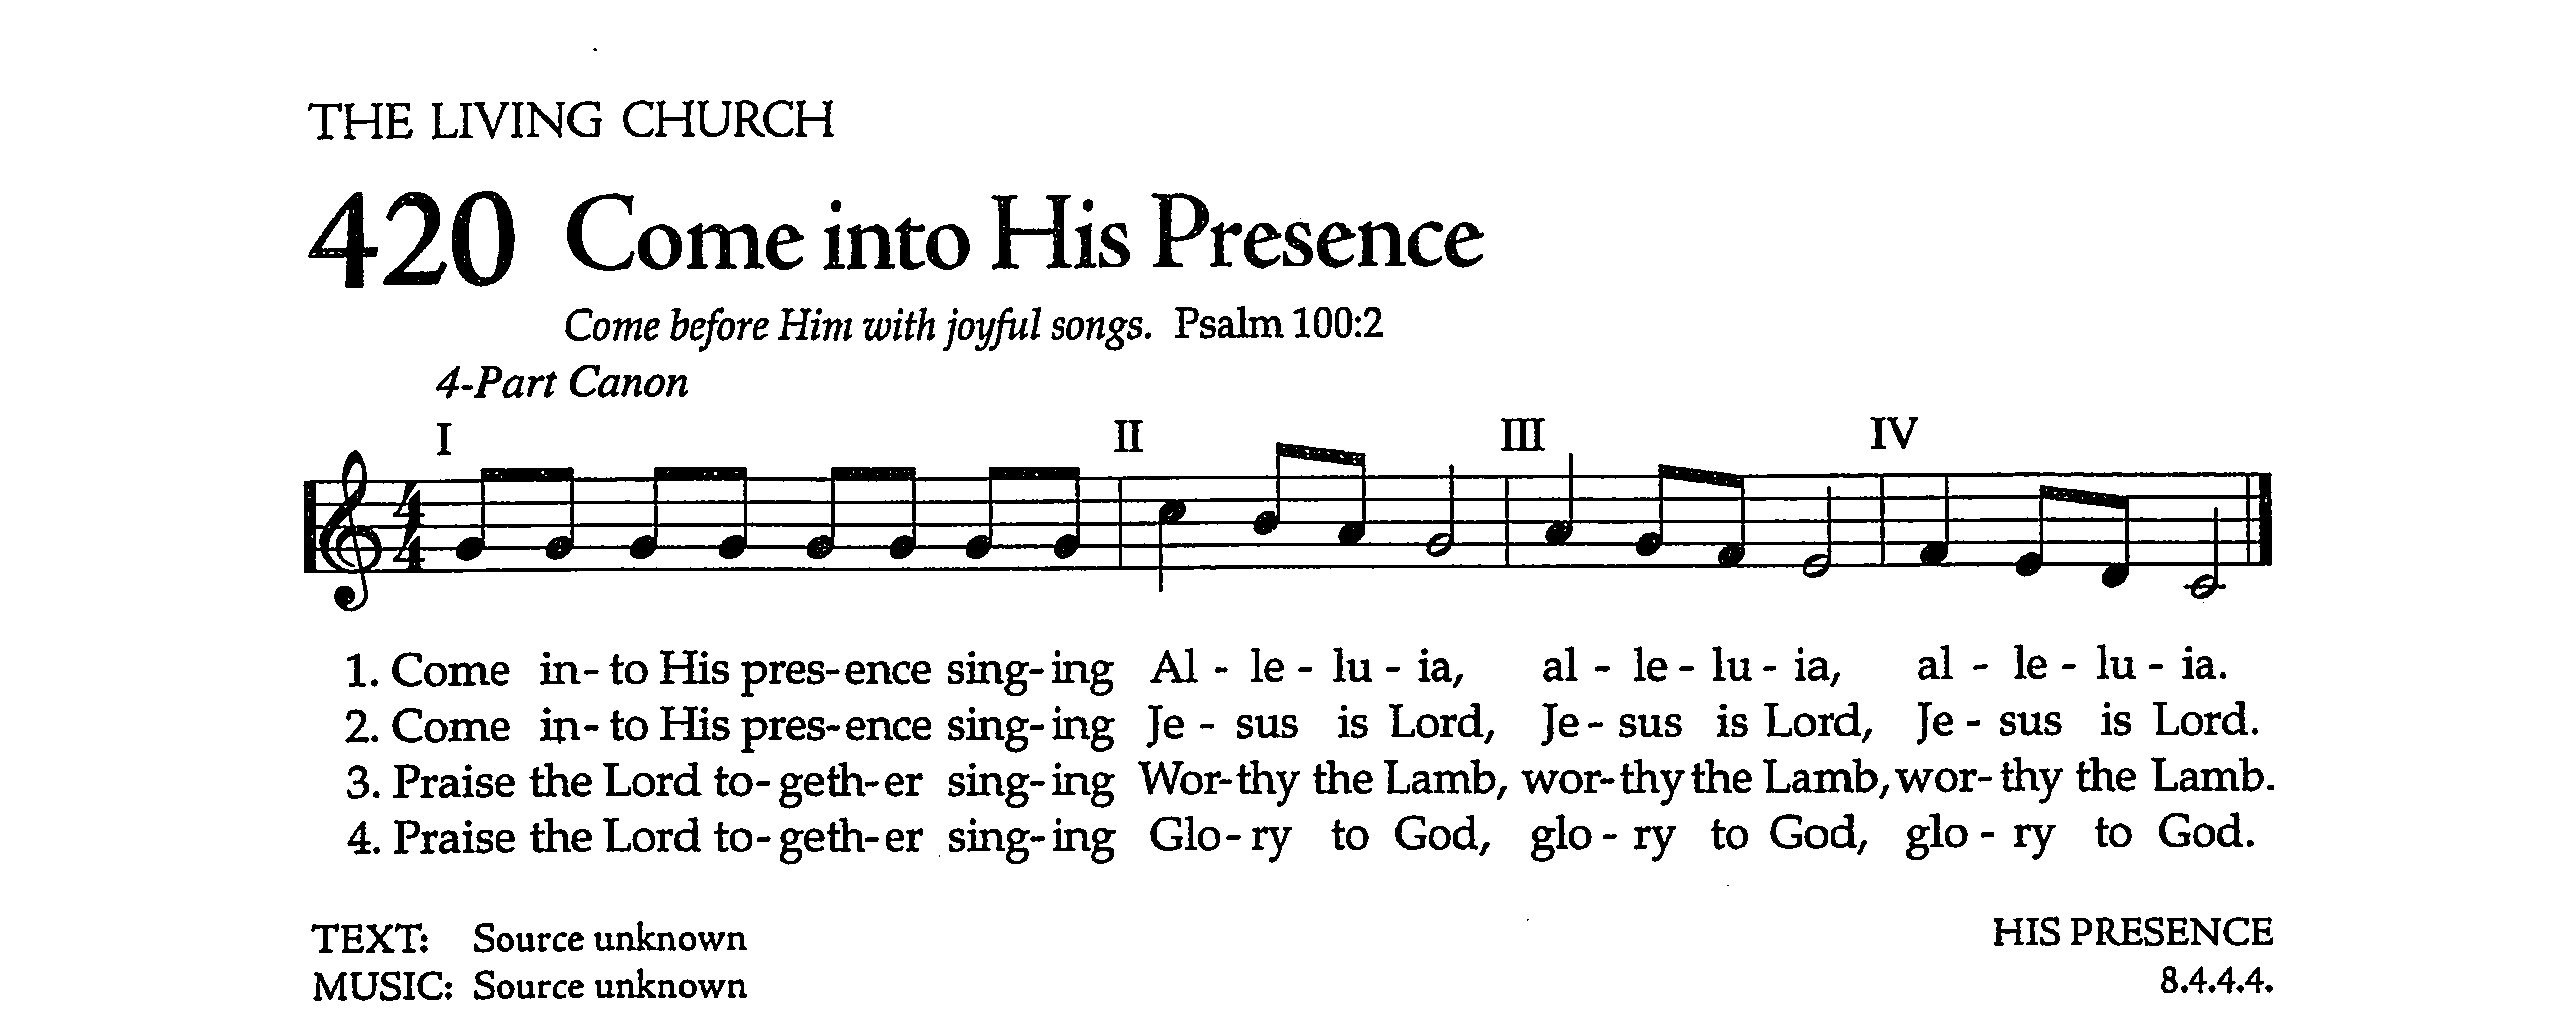 THE LIVING CHURCH
420 Come into His Presence
Come before Him with joyful songs. Psalm 100:2
4-Part Canon
I II III IV
4
4
1. Come in- to His pres- ence sing- ing Al - le - lu - ia, al - le - lu - ia, al - le - lu - ia.
2. Come in- to His pres- ence sing- ing Je - sus is Lord, Je - sus is Lord, Je - sus is Lord.
3. Praise the Lord to- geth- er sing- ing Wor- thy the Lamb, wor- thy the Lamb, wor- thy the Lamb.
4. Praise the Lord to- geth- er sing- ing Glo - ry to God, glo - ry to God, glo - ry to God.
TEXT: Source unknown HIS PRESENCE
MUSIC: Source unknown 8.4.4.4.